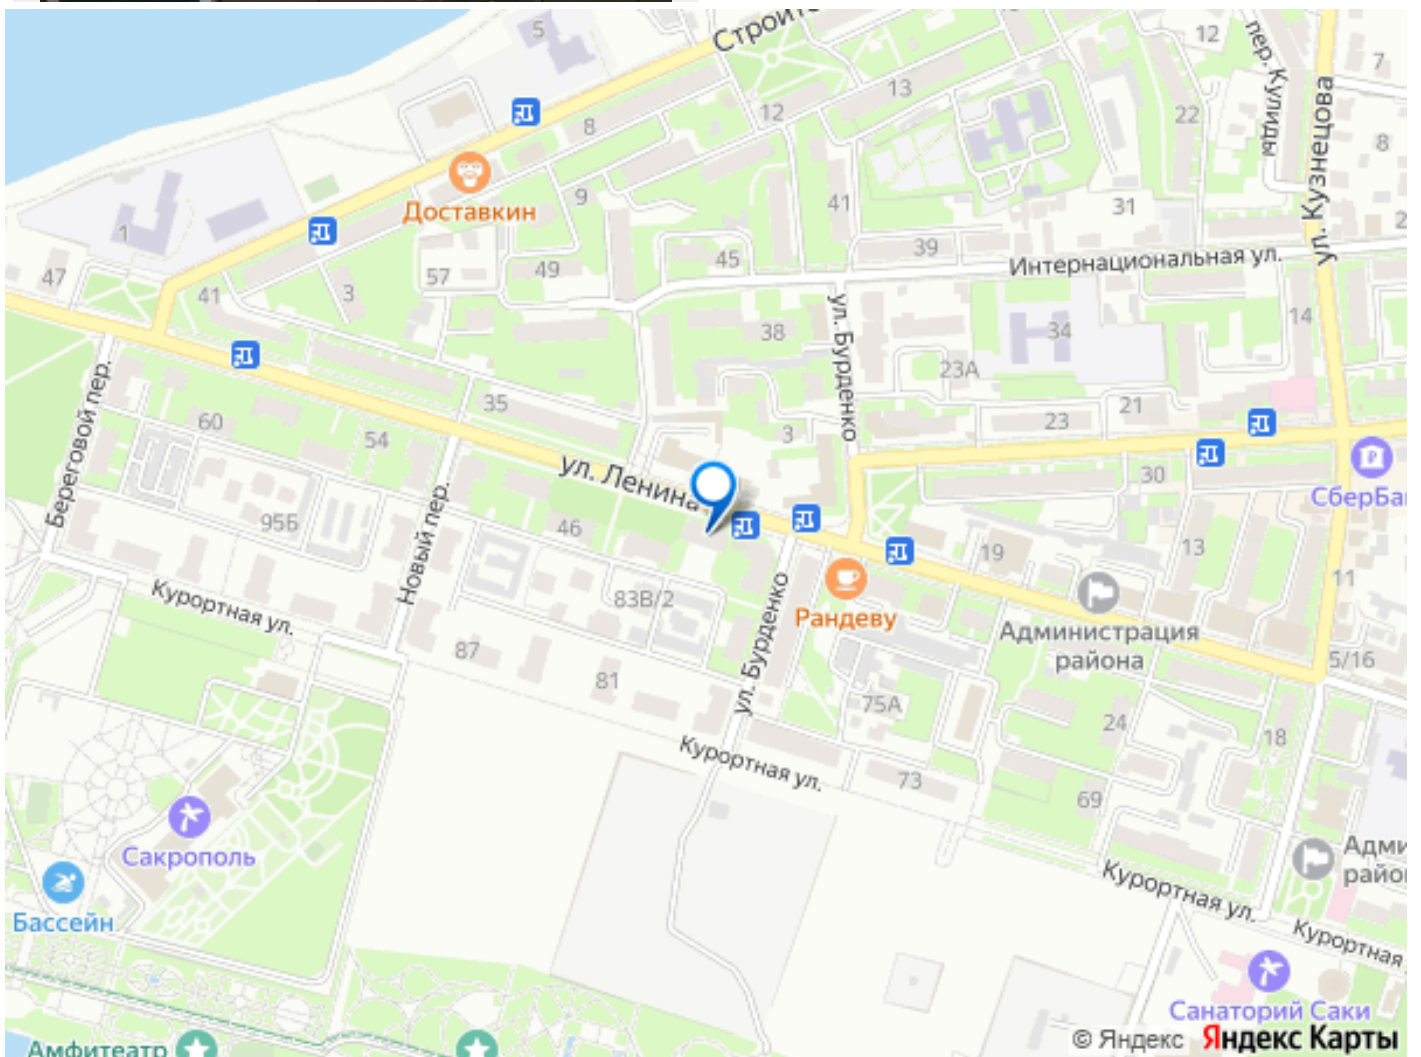 Строит
5
12
пер. Кулиды
7
ул. Кузнецова
13
12
22
8
8
Доставкин
9
41
31
2
1
39
Интернациональная ул.
47
57
49
45
41
3
ул. Бурденко
38
34
14
23А
Береговой пер.
35
60
54
3
23
21
СберБа
30
ул. Ленина
95Б
46
Новый пер.
19
13
11
Курортная ул.
83В/2
ул. Бурденко
Рандеву
Администрация
района
5/16
87
81
75А
24
18
Курортная ул.
73
69
Сакрополь
Адми
райо
Курортная ул.
Бассейн
Курортная
Санаторий Саки
Амфитеатр
© Яндекс Яндекс Карты